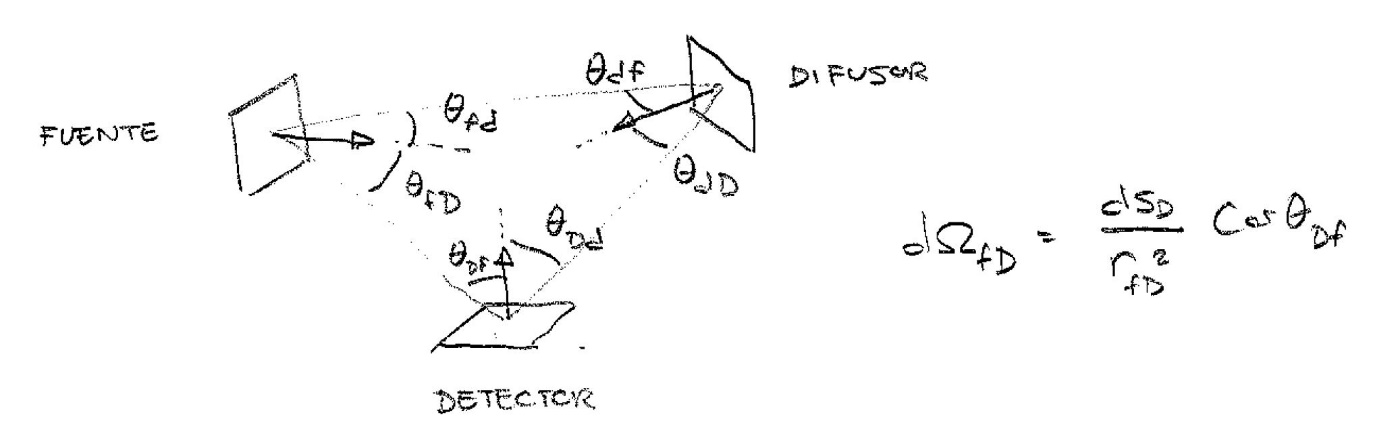 FUENTE
θfd
θfD
θdf
θdD
DIFUSOR
θDf
θDd
DETECTOR
dΩfD = dSD / rfD² Cos θDf